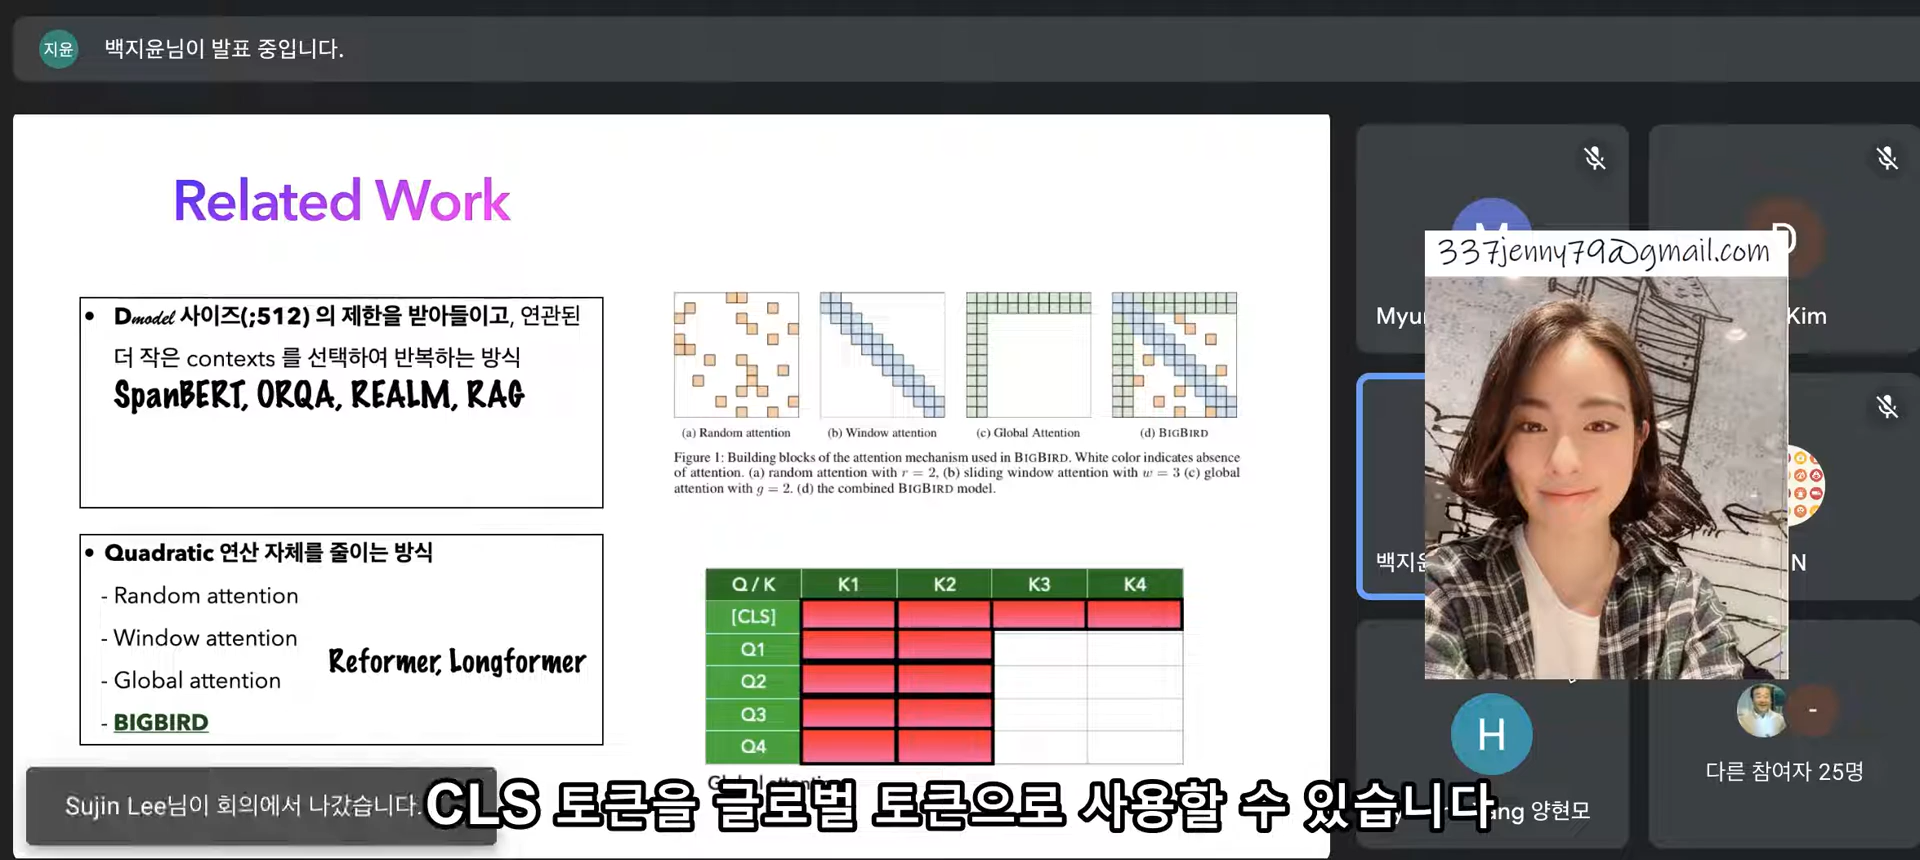 지윤 백지윤님이 발표 중입니다.
Related Work
• Dmodel 사이즈(;512) 의 제한을 받아들이고, 연관된
더 작은 contexts 를 선택하여 반복하는 방식
SpanBERT, ORQA, REALM, RAG
• Quadratic 연산 자체를 줄이는 방식
- Random attention
- Window attention
- Global attention
Reformer, Longformer
- BIGBIRD
(a) Random attention (b) Window attention (c) Global Attention (d) BIGBIRD
Figure 1: Building blocks of the attention mechanism used in BIGBIRD. White color indicates absence
of attention. (a) random attention with r = 2, (b) sliding window attention with w = 3 (c) global
attention with g = 2. (d) the combined BIGBIRD model.
Q / K K1 K2 K3 K4
[CLS]
Q1
Q2
Q3
Q4
Sujin Lee님이 회의에서 나갔습니다.
CLS 토큰을 글로벌 토큰으로 사용할 수 있습니다
337jenny79@gmail.com
D
Kim
N
H
양현모
-
다른 참여자 25명